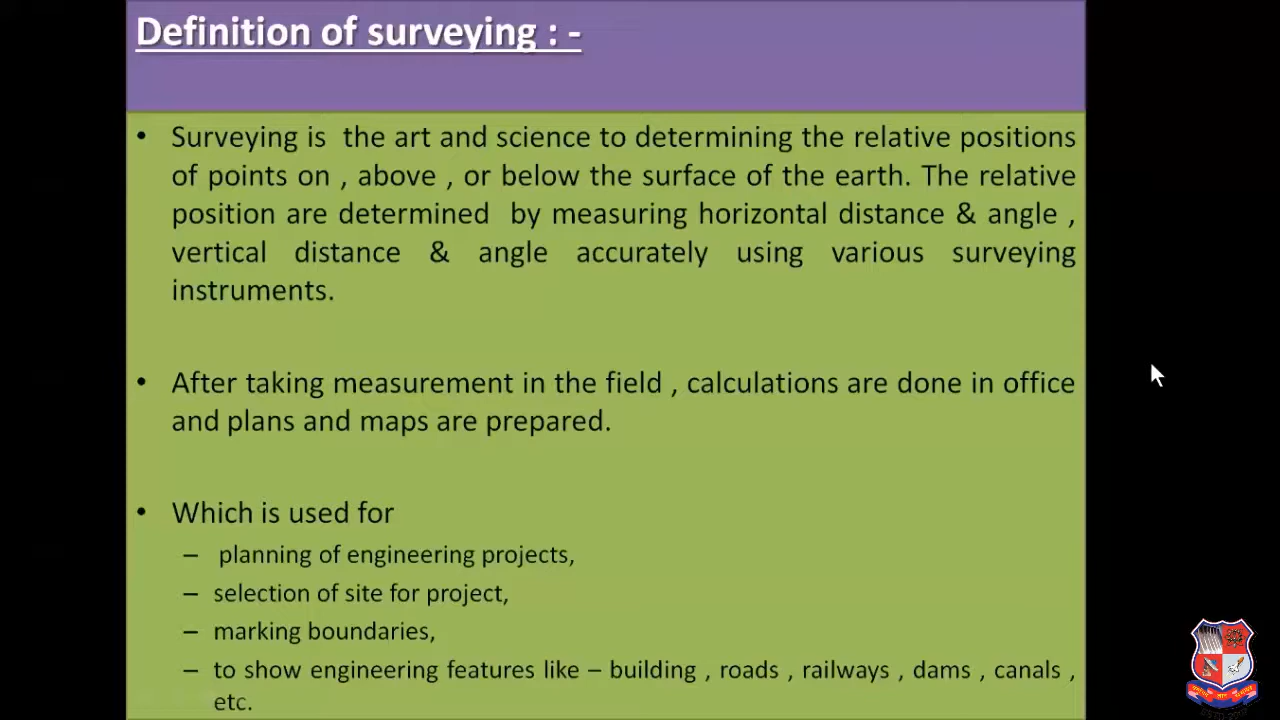 Definition of surveying : -
• Surveying is the art and science to determining the relative positions
of points on , above , or below the surface of the earth. The relative
position are determined by measuring horizontal distance & angle ,
vertical distance & angle accurately using various surveying
instruments.
• After taking measurement in the field , calculations are done in office
and plans and maps are prepared.
• Which is used for
– planning of engineering projects,
– selection of site for project,
– marking boundaries,
– to show engineering features like – building , roads , railways , dams , canals ,
etc.